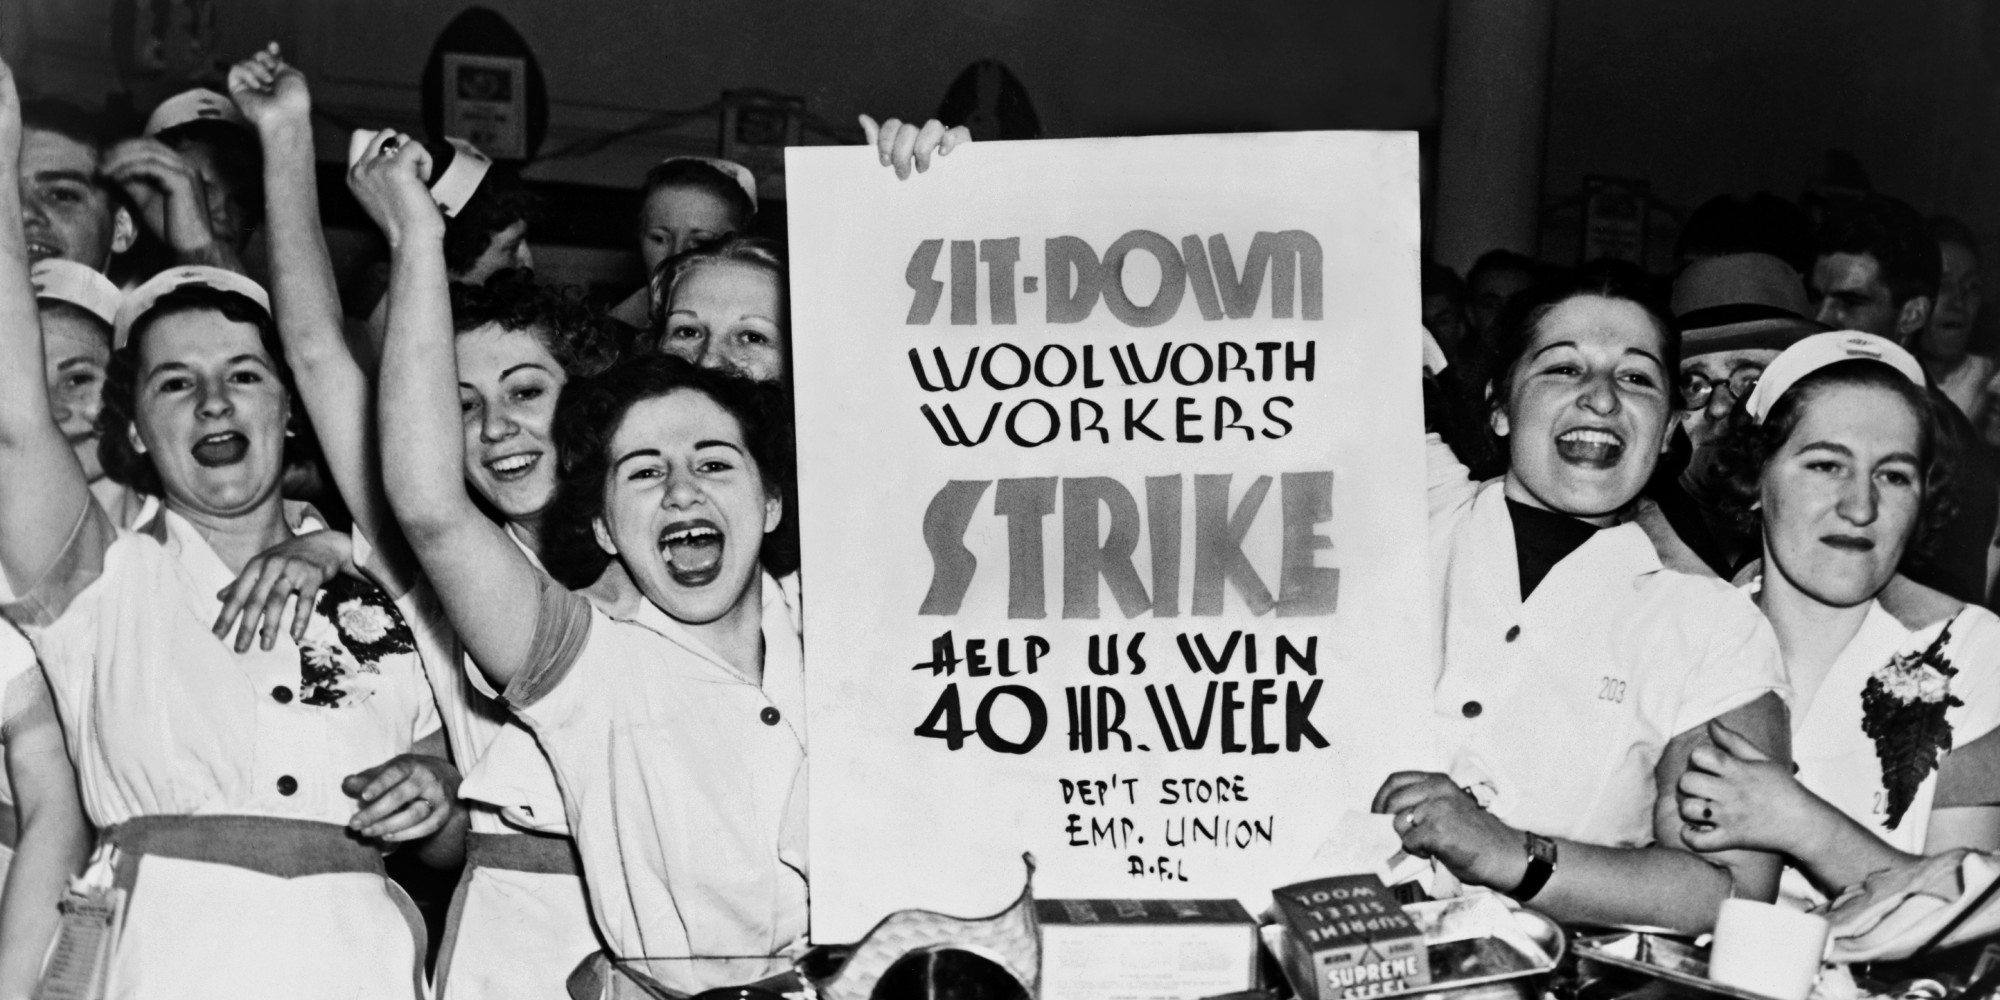 SIT-DOWN
WOOLWORTH
WORKERS
STRIKE
HELP US WIN
40 HR. WEEK
DEP'T STORE
EMP. UNION
A.F.L
203
SUPREME
STEEL
WOOL
SUPREME
STEEL